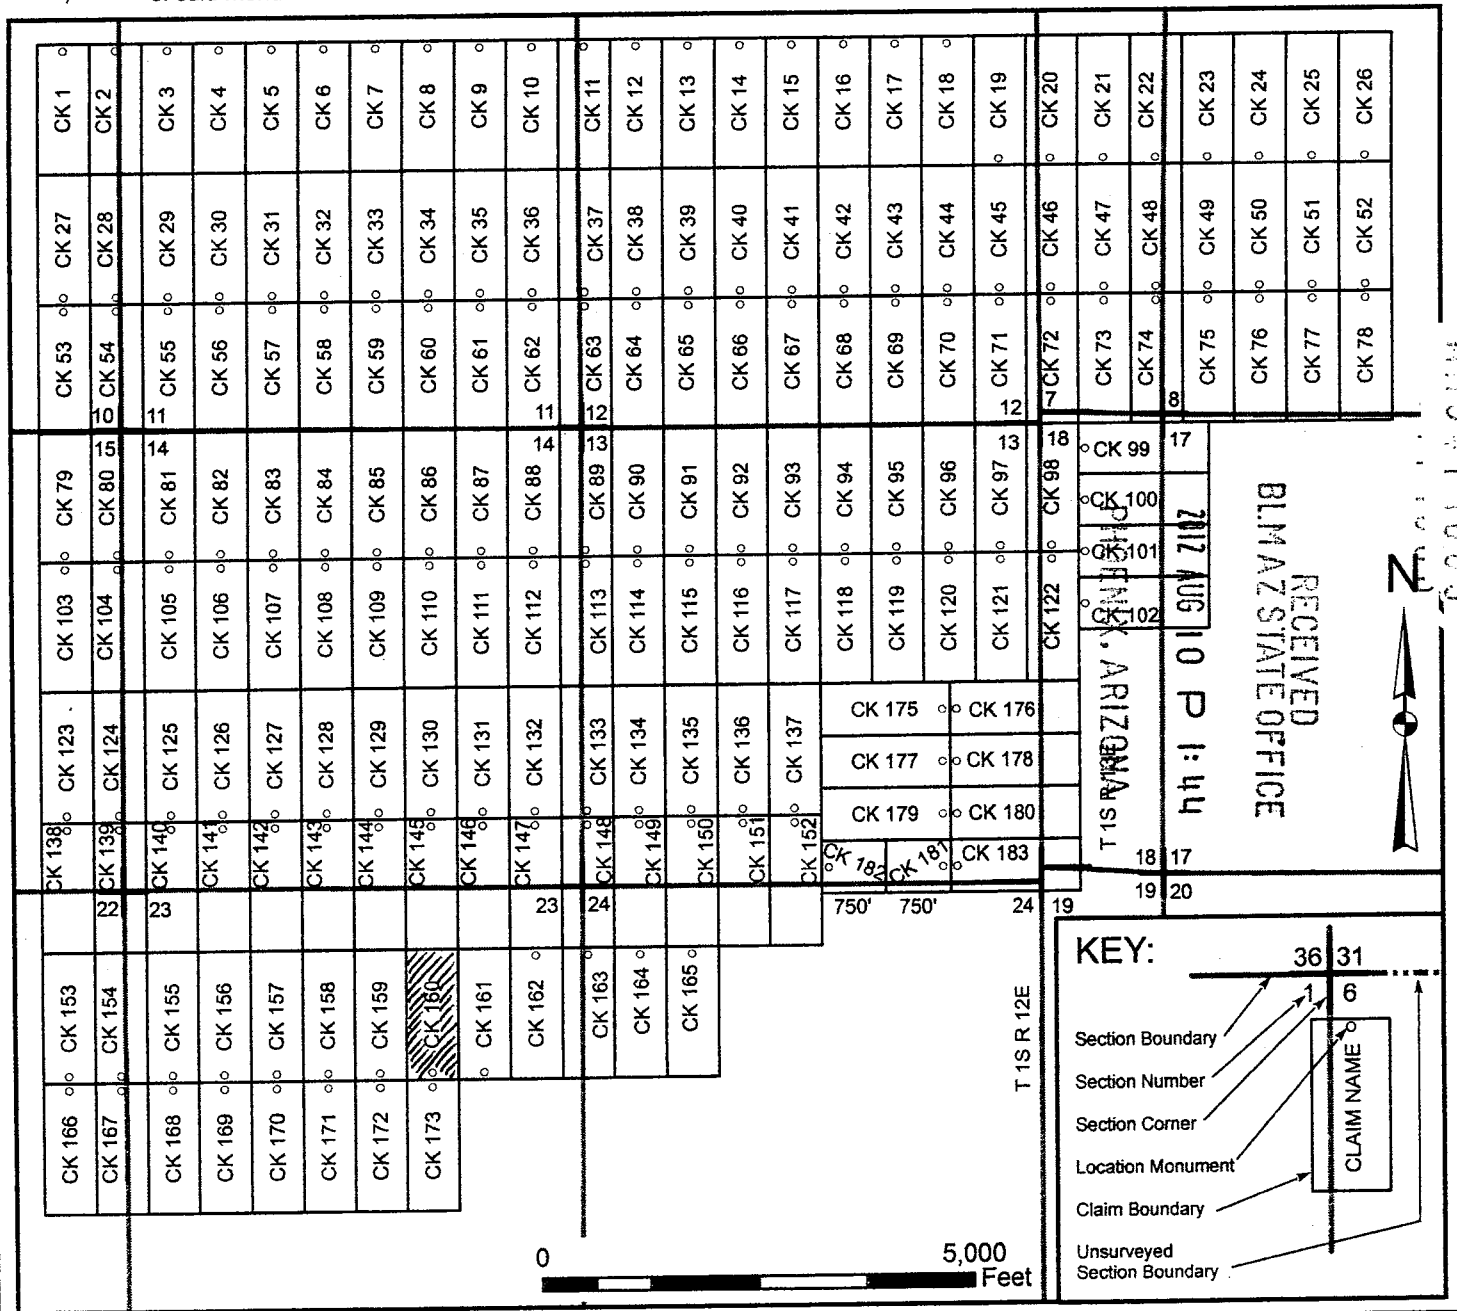 CK 1 CK 2 CK 3 CK 4 CK 5 CK 6 CK 7 CK 8 CK 9 CK 10 CK 11 CK 12 CK 13 CK 14 CK 15 CK 16 CK 17 CK 18 CK 19 CK 20 CK 21 CK 22 CK 23 CK 24 CK 25 CK 26
CK 27 CK 28 CK 29 CK 30 CK 31 CK 32 CK 33 CK 34 CK 35 CK 36 CK 37 CK 38 CK 39 CK 40 CK 41 CK 42 CK 43 CK 44 CK 45 CK 46 CK 47 CK 48 CK 49 CK 50 CK 51 CK 52
CK 53 CK 54 CK 55 CK 56 CK 57 CK 58 CK 59 CK 60 CK 61 CK 62 CK 63 CK 64 CK 65 CK 66 CK 67 CK 68 CK 69 CK 70 CK 71 CK 72 CK 73 CK 74 CK 75 CK 76 CK 77 CK 78
10 11 11 12 12 7 8
15 14 14 13 13 18 17
CK 79 CK 80 CK 81 CK 82 CK 83 CK 84 CK 85 CK 86 CK 87 CK 88 CK 89 CK 90 CK 91 CK 92 CK 93 CK 94 CK 95 CK 96 CK 97 CK 98
CK 99
CK 100
CK 101
CK 102
CK 103 CK 104 CK 105 CK 106 CK 107 CK 108 CK 109 CK 110 CK 111 CK 112 CK 113 CK 114 CK 115 CK 116 CK 117 CK 118 CK 119 CK 120 CK 121 CK 122
RECEIVED
BLM AZ STATE OFFICE
2012 AUG 10 P 1:44
PHOENIX, ARIZONA
N
CK 123 CK 124 CK 125 CK 126 CK 127 CK 128 CK 129 CK 130 CK 131 CK 132 CK 133 CK 134 CK 135 CK 136 CK 137
CK 175 CK 176
CK 177 CK 178
CK 179 CK 180
CK 182 CK 181 CK 183
CK 138 CK 139 CK 140 CK 141 CK 142 CK 143 CK 144 CK 145 CK 146 CK 147 CK 148 CK 149 CK 150 CK 151 CK 152
18 17
19 20
22 23 23 24 750' 750' 24 19
CK 153 CK 154 CK 155 CK 156 CK 157 CK 158 CK 159 CK 160 CK 161 CK 162 CK 163 CK 164 CK 165
T 1S R 12E
CK 166 CK 167 CK 168 CK 169 CK 170 CK 171 CK 172 CK 173
0 5,000
Feet
KEY:
36 31
1 6
Section Boundary
Section Number
Section Corner
Location Monument
Claim Boundary
Unsurveyed
Section Boundary
CLAIM NAME